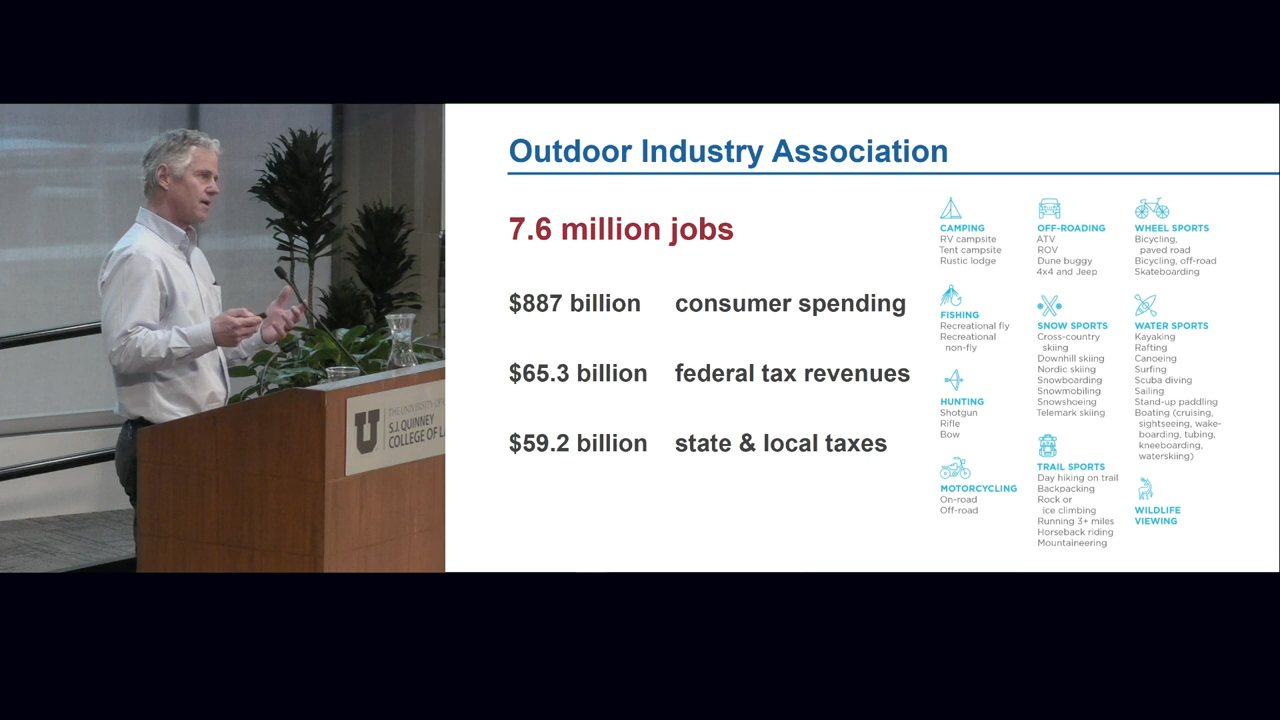 Outdoor Industry Association
7.6 million jobs
$887 billion consumer spending
$65.3 billion federal tax revenues
$59.2 billion state & local taxes
CAMPING
RV campsite
Tent campsite
Rustic lodge
FISHING
Recreational fly
Recreational
non-fly
HUNTING
Shotgun
Rifle
Bow
MOTORCYCLING
On-road
Off-road
OFF-ROADING
ATV
ROV
Dune buggy
4x4 and Jeep
SNOW SPORTS
Cross-country
skiing
Downhill skiing
Nordic skiing
Snowboarding
Snowmobiling
Snowshoeing
Telemark skiing
TRAIL SPORTS
Day hiking on trail
Backpacking
Rock or
ice climbing
Running 3+ miles
Horseback riding
Mountaineering
WHEEL SPORTS
Bicycling,
paved road
Bicycling, off-road
Skateboarding
WATER SPORTS
Kayaking
Rafting
Canoeing
Surfing
Scuba diving
Sailing
Stand-up paddling
Boating (cruising,
sightseeing, wake-
boarding, tubing,
kneeboarding,
waterskiing)
WILDLIFE
VIEWING
U
THE UNIVERSITY OF
S.J. QUINNEY
COLLEGE OF LA